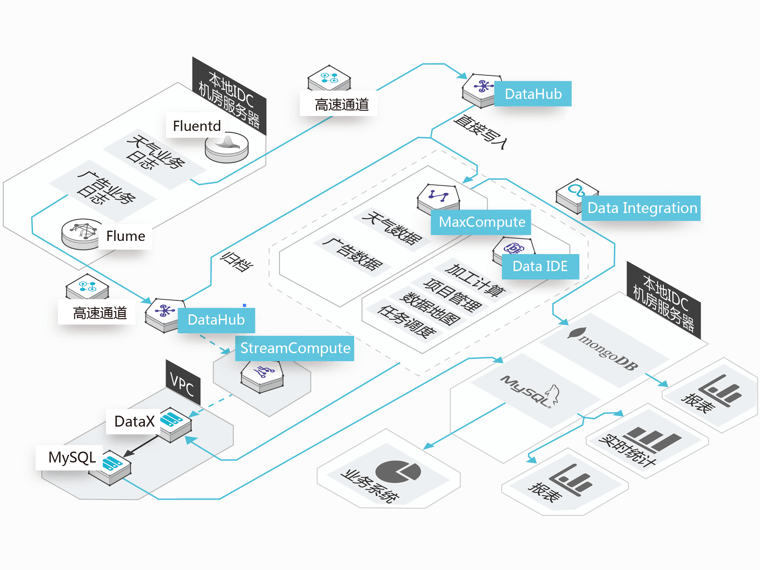 本地IDC
机房服务器
高速通道
DataHub
Fluentd
直接写入
天气业务
日志
广告业务
日志
Flume
MaxCompute
Data Integration
天气数据
广告数据
Data IDE
加工计算
项目管理
数据地图
任务调度
归档
本地IDC
机房服务器
高速通道
DataHub
StreamCompute
mongoDB
MySQL
VPC
DataX
MySQL
报表
实时统计
业务系统
报表